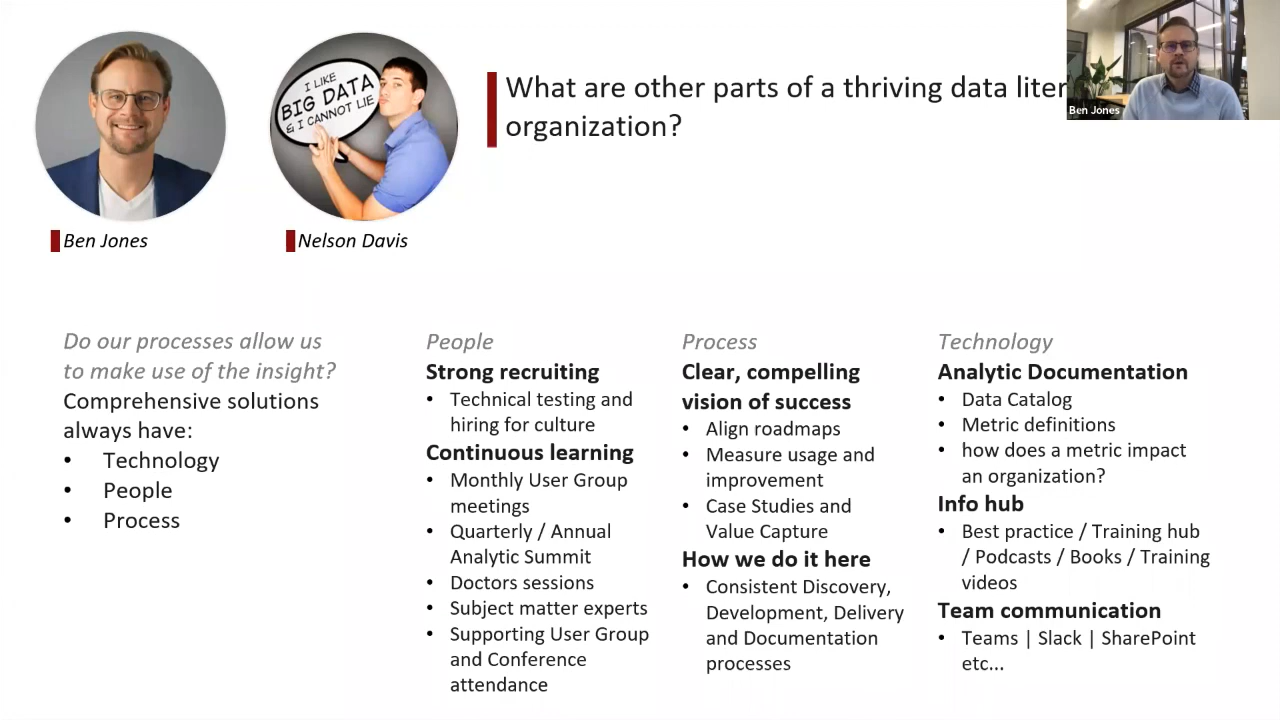 I LIKE
BIG DATA
& I CANNOT LIE
What are other parts of a thriving data liter
organization?
Ben Jones
Ben Jones
Nelson Davis
Do our processes allow us
to make use of the insight?
Comprehensive solutions
always have:
• Technology
• People
• Process
People
Strong recruiting
• Technical testing and
hiring for culture
Continuous learning
• Monthly User Group
meetings
• Quarterly / Annual
Analytic Summit
• Doctors sessions
• Subject matter experts
• Supporting User Group
and Conference
attendance
Process
Clear, compelling
vision of success
• Align roadmaps
• Measure usage and
improvement
• Case Studies and
Value Capture
How we do it here
• Consistent Discovery,
Development, Delivery
and Documentation
processes
Technology
Analytic Documentation
• Data Catalog
• Metric definitions
• how does a metric impact
an organization?
Info hub
• Best practice / Training hub
/ Podcasts / Books / Training
videos
Team communication
• Teams | Slack | SharePoint
etc...